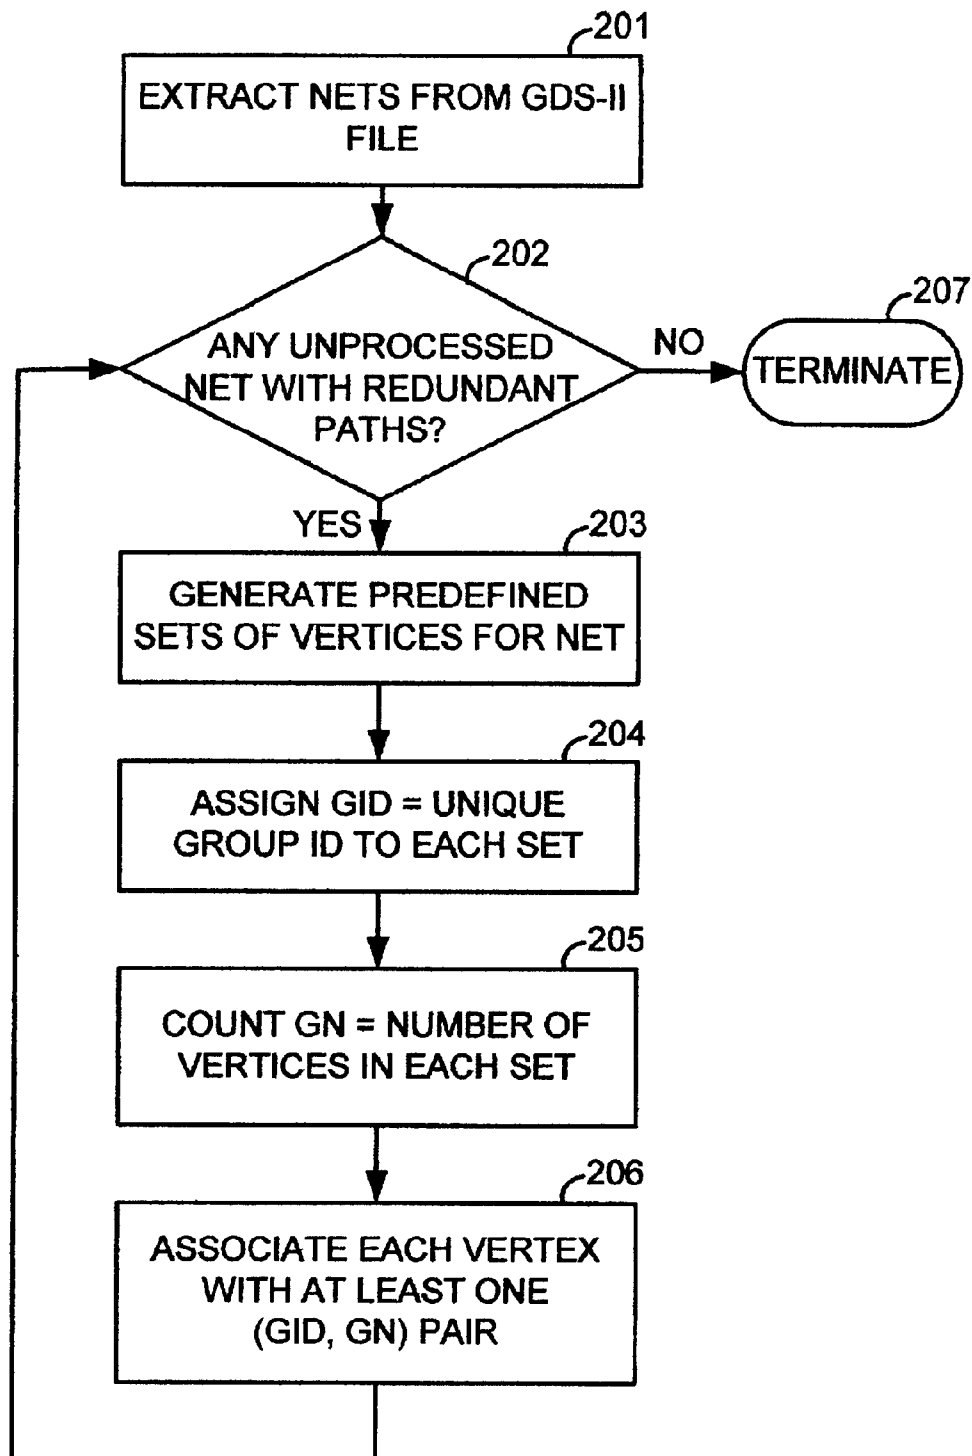 201
EXTRACT NETS FROM GDS-II
FILE
202
ANY UNPROCESSED
NET WITH REDUNDANT
PATHS?
NO
207
TERMINATE
YES
203
GENERATE PREDEFINED
SETS OF VERTICES FOR NET
204
ASSIGN GID = UNIQUE
GROUP ID TO EACH SET
205
COUNT GN = NUMBER OF
VERTICES IN EACH SET
206
ASSOCIATE EACH VERTEX
WITH AT LEAST ONE
(GID, GN) PAIR